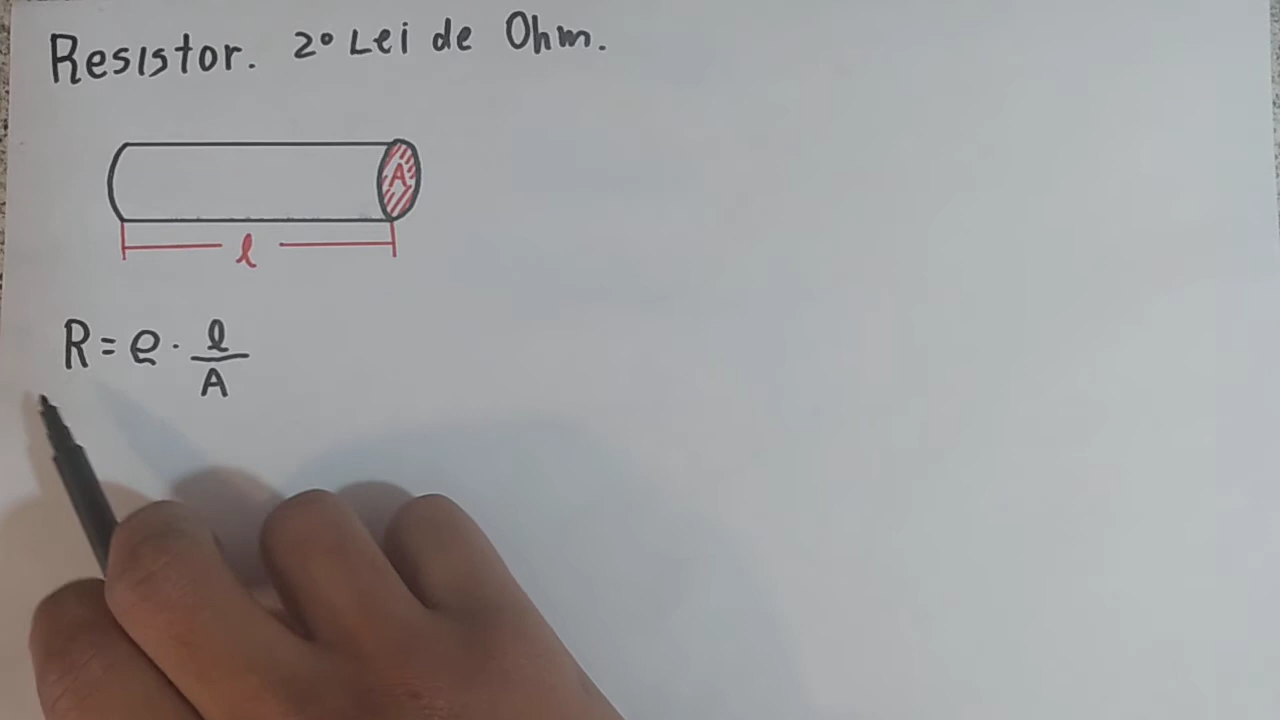 Resistor. 2º Lei de Ohm.
A
l
R = ϱ · l/A